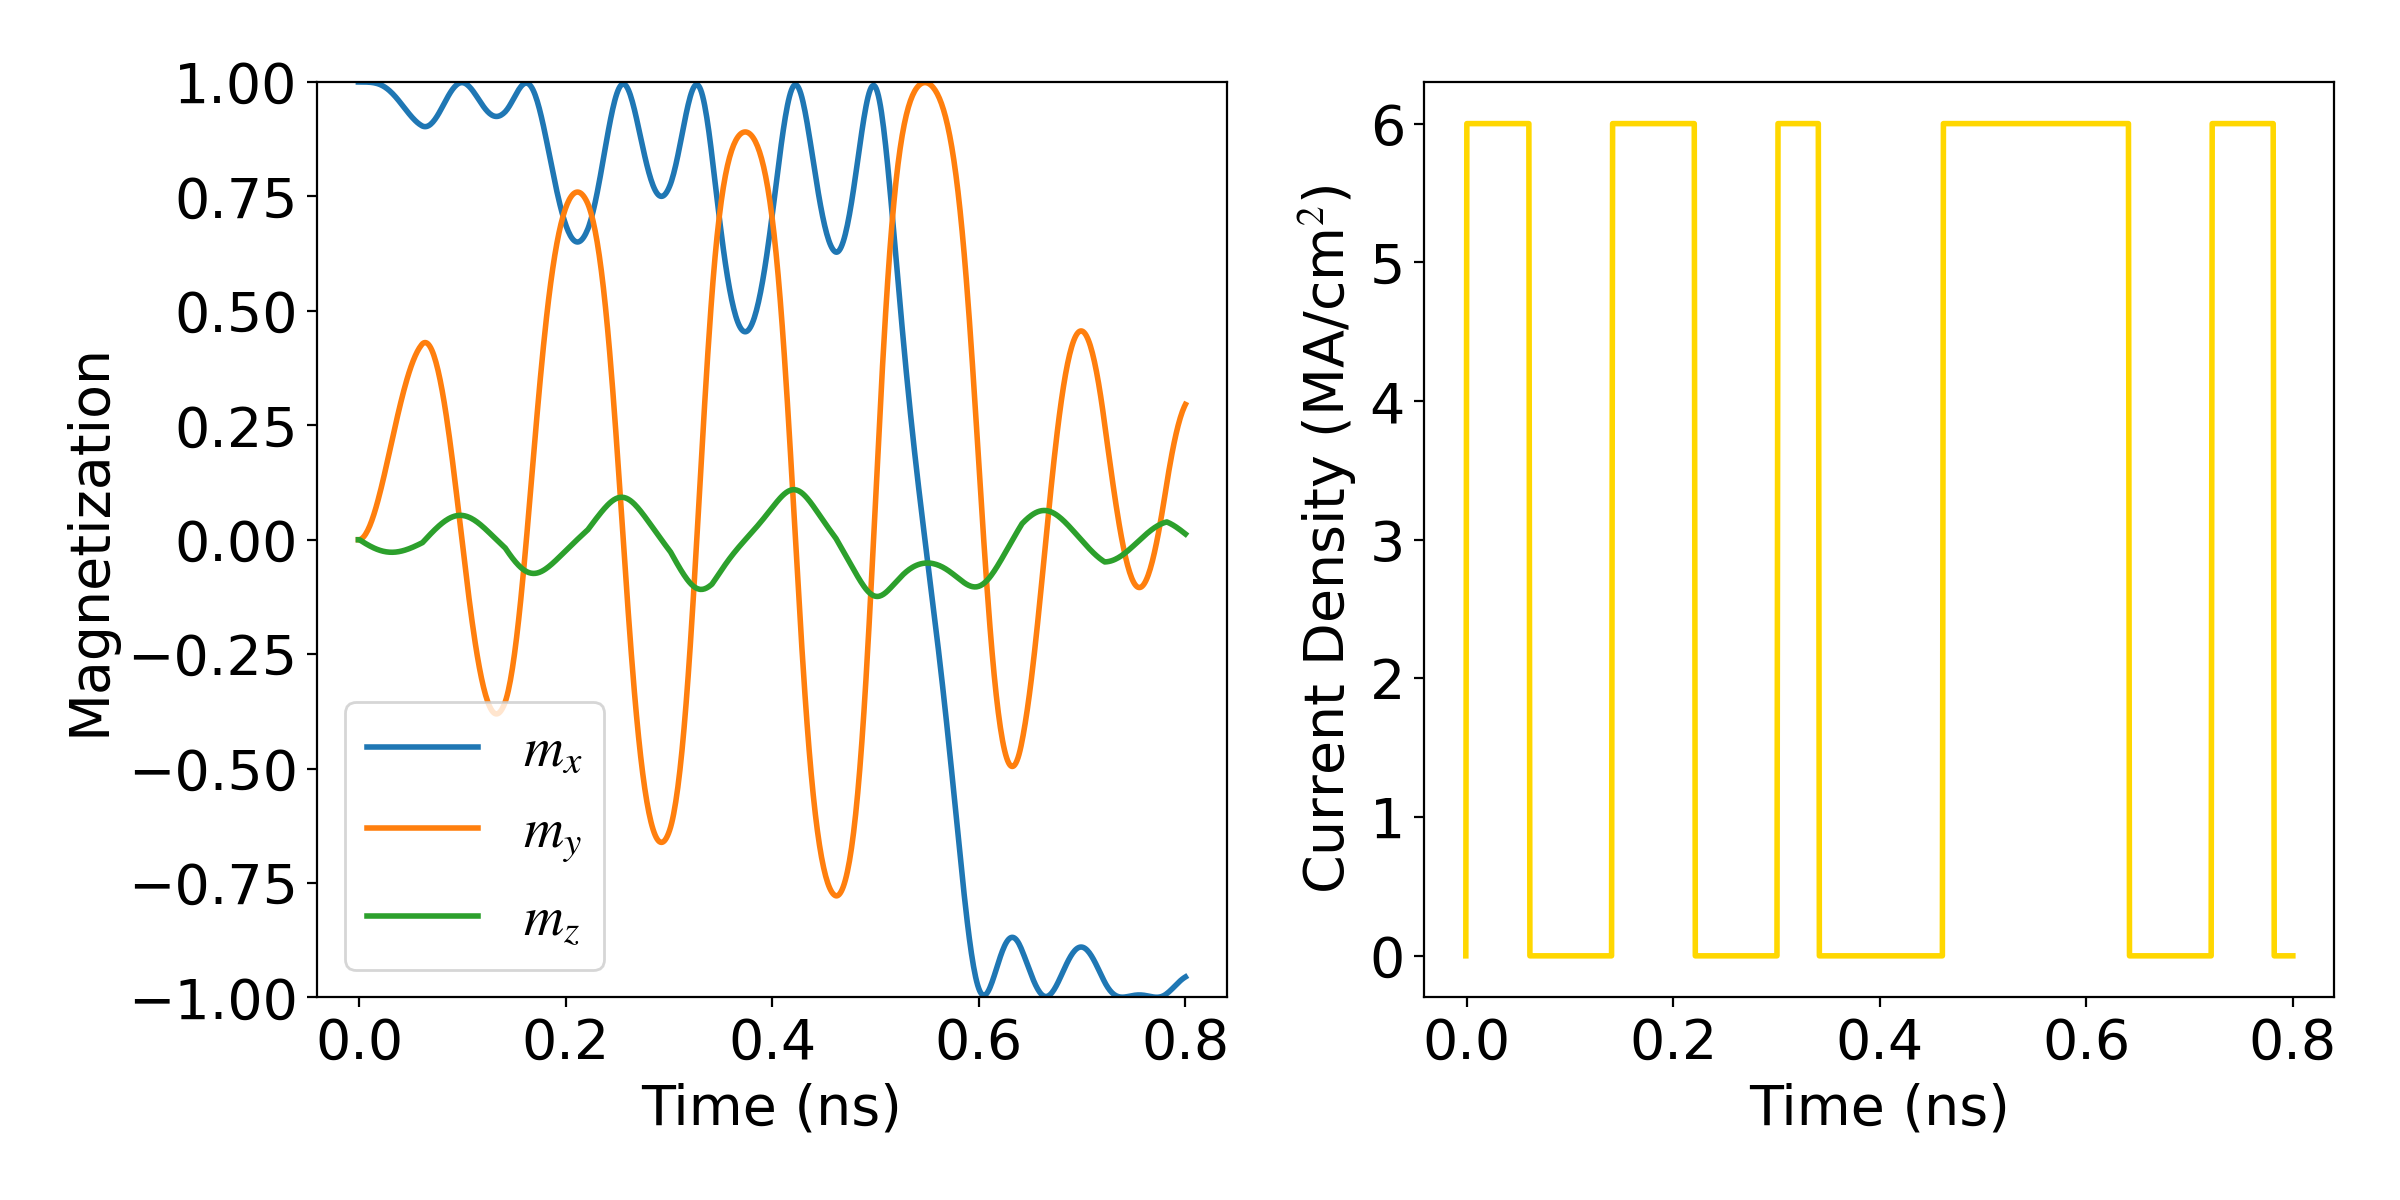 1.00
0.75
0.50
0.25
0.00
−0.25
−0.50
−0.75
−1.00
Magnetization
m_x
m_y
m_z
0.0 0.2 0.4 0.6 0.8
Time (ns)
6
5
4
3
2
1
0
Current Density (MA/cm²)
0.0 0.2 0.4 0.6 0.8
Time (ns)